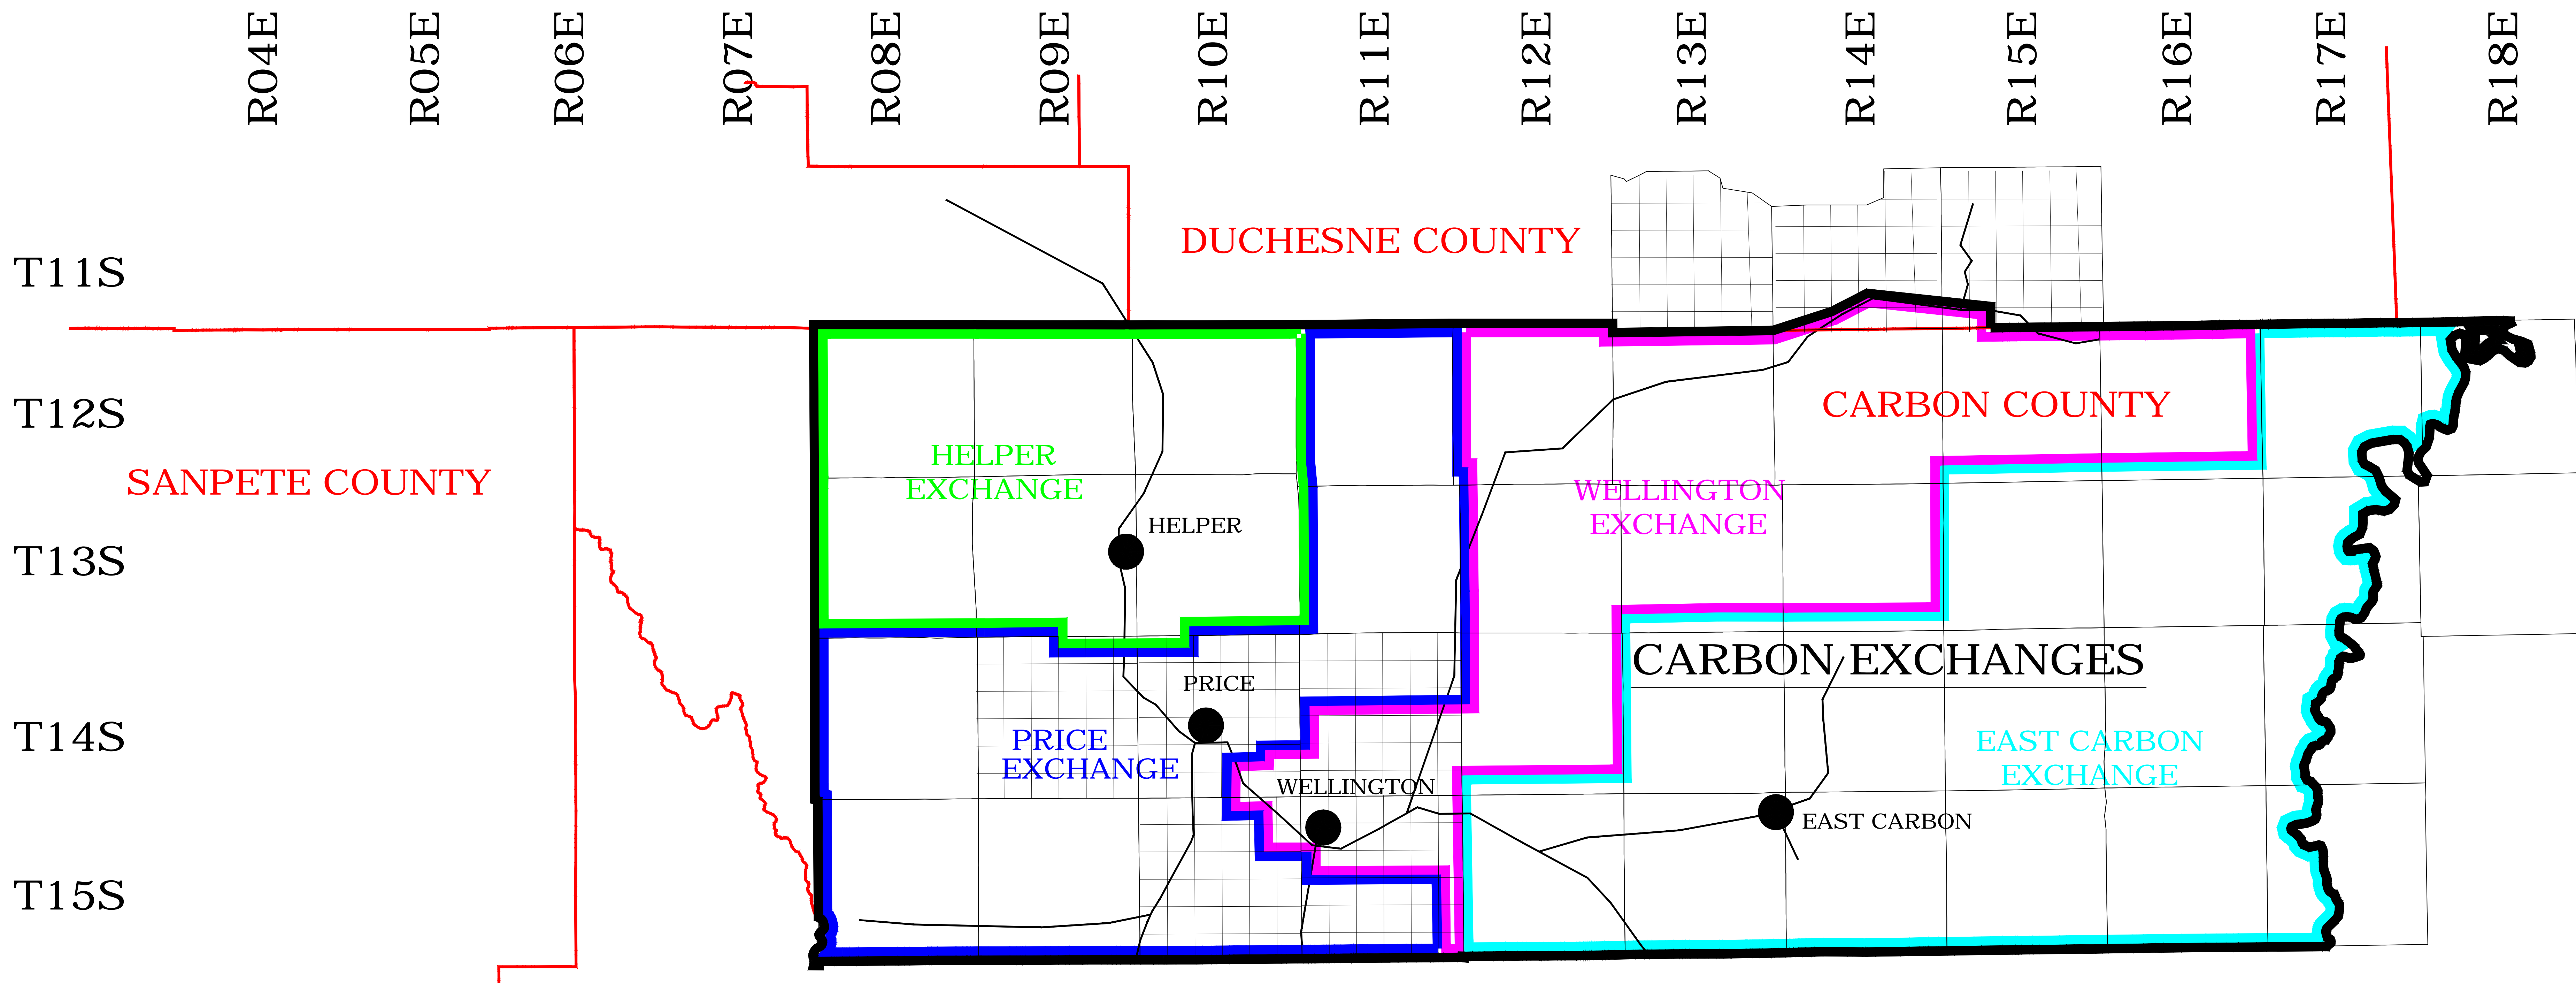 R04E
R05E
R06E
R07E
R08E
R09E
R10E
R11E
R12E
R13E
R14E
R15E
R16E
R17E
R18E
DUCHESNE COUNTY
T11S
T12S
CARBON COUNTY
HELPER
EXCHANGE
SANPETE COUNTY
WELLINGTON
EXCHANGE
HELPER
T13S
CARBON EXCHANGES
PRICE
T14S
PRICE
EXCHANGE
EAST CARBON
EXCHANGE
WELLINGTON
EAST CARBON
T15S